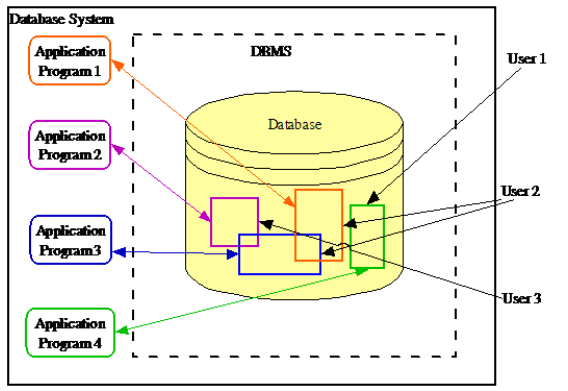 Database System
Application
Program 1
DBMS
User 1
Database
Application
Program 2
User 2
Application
Program 3
User 3
Application
Program 4